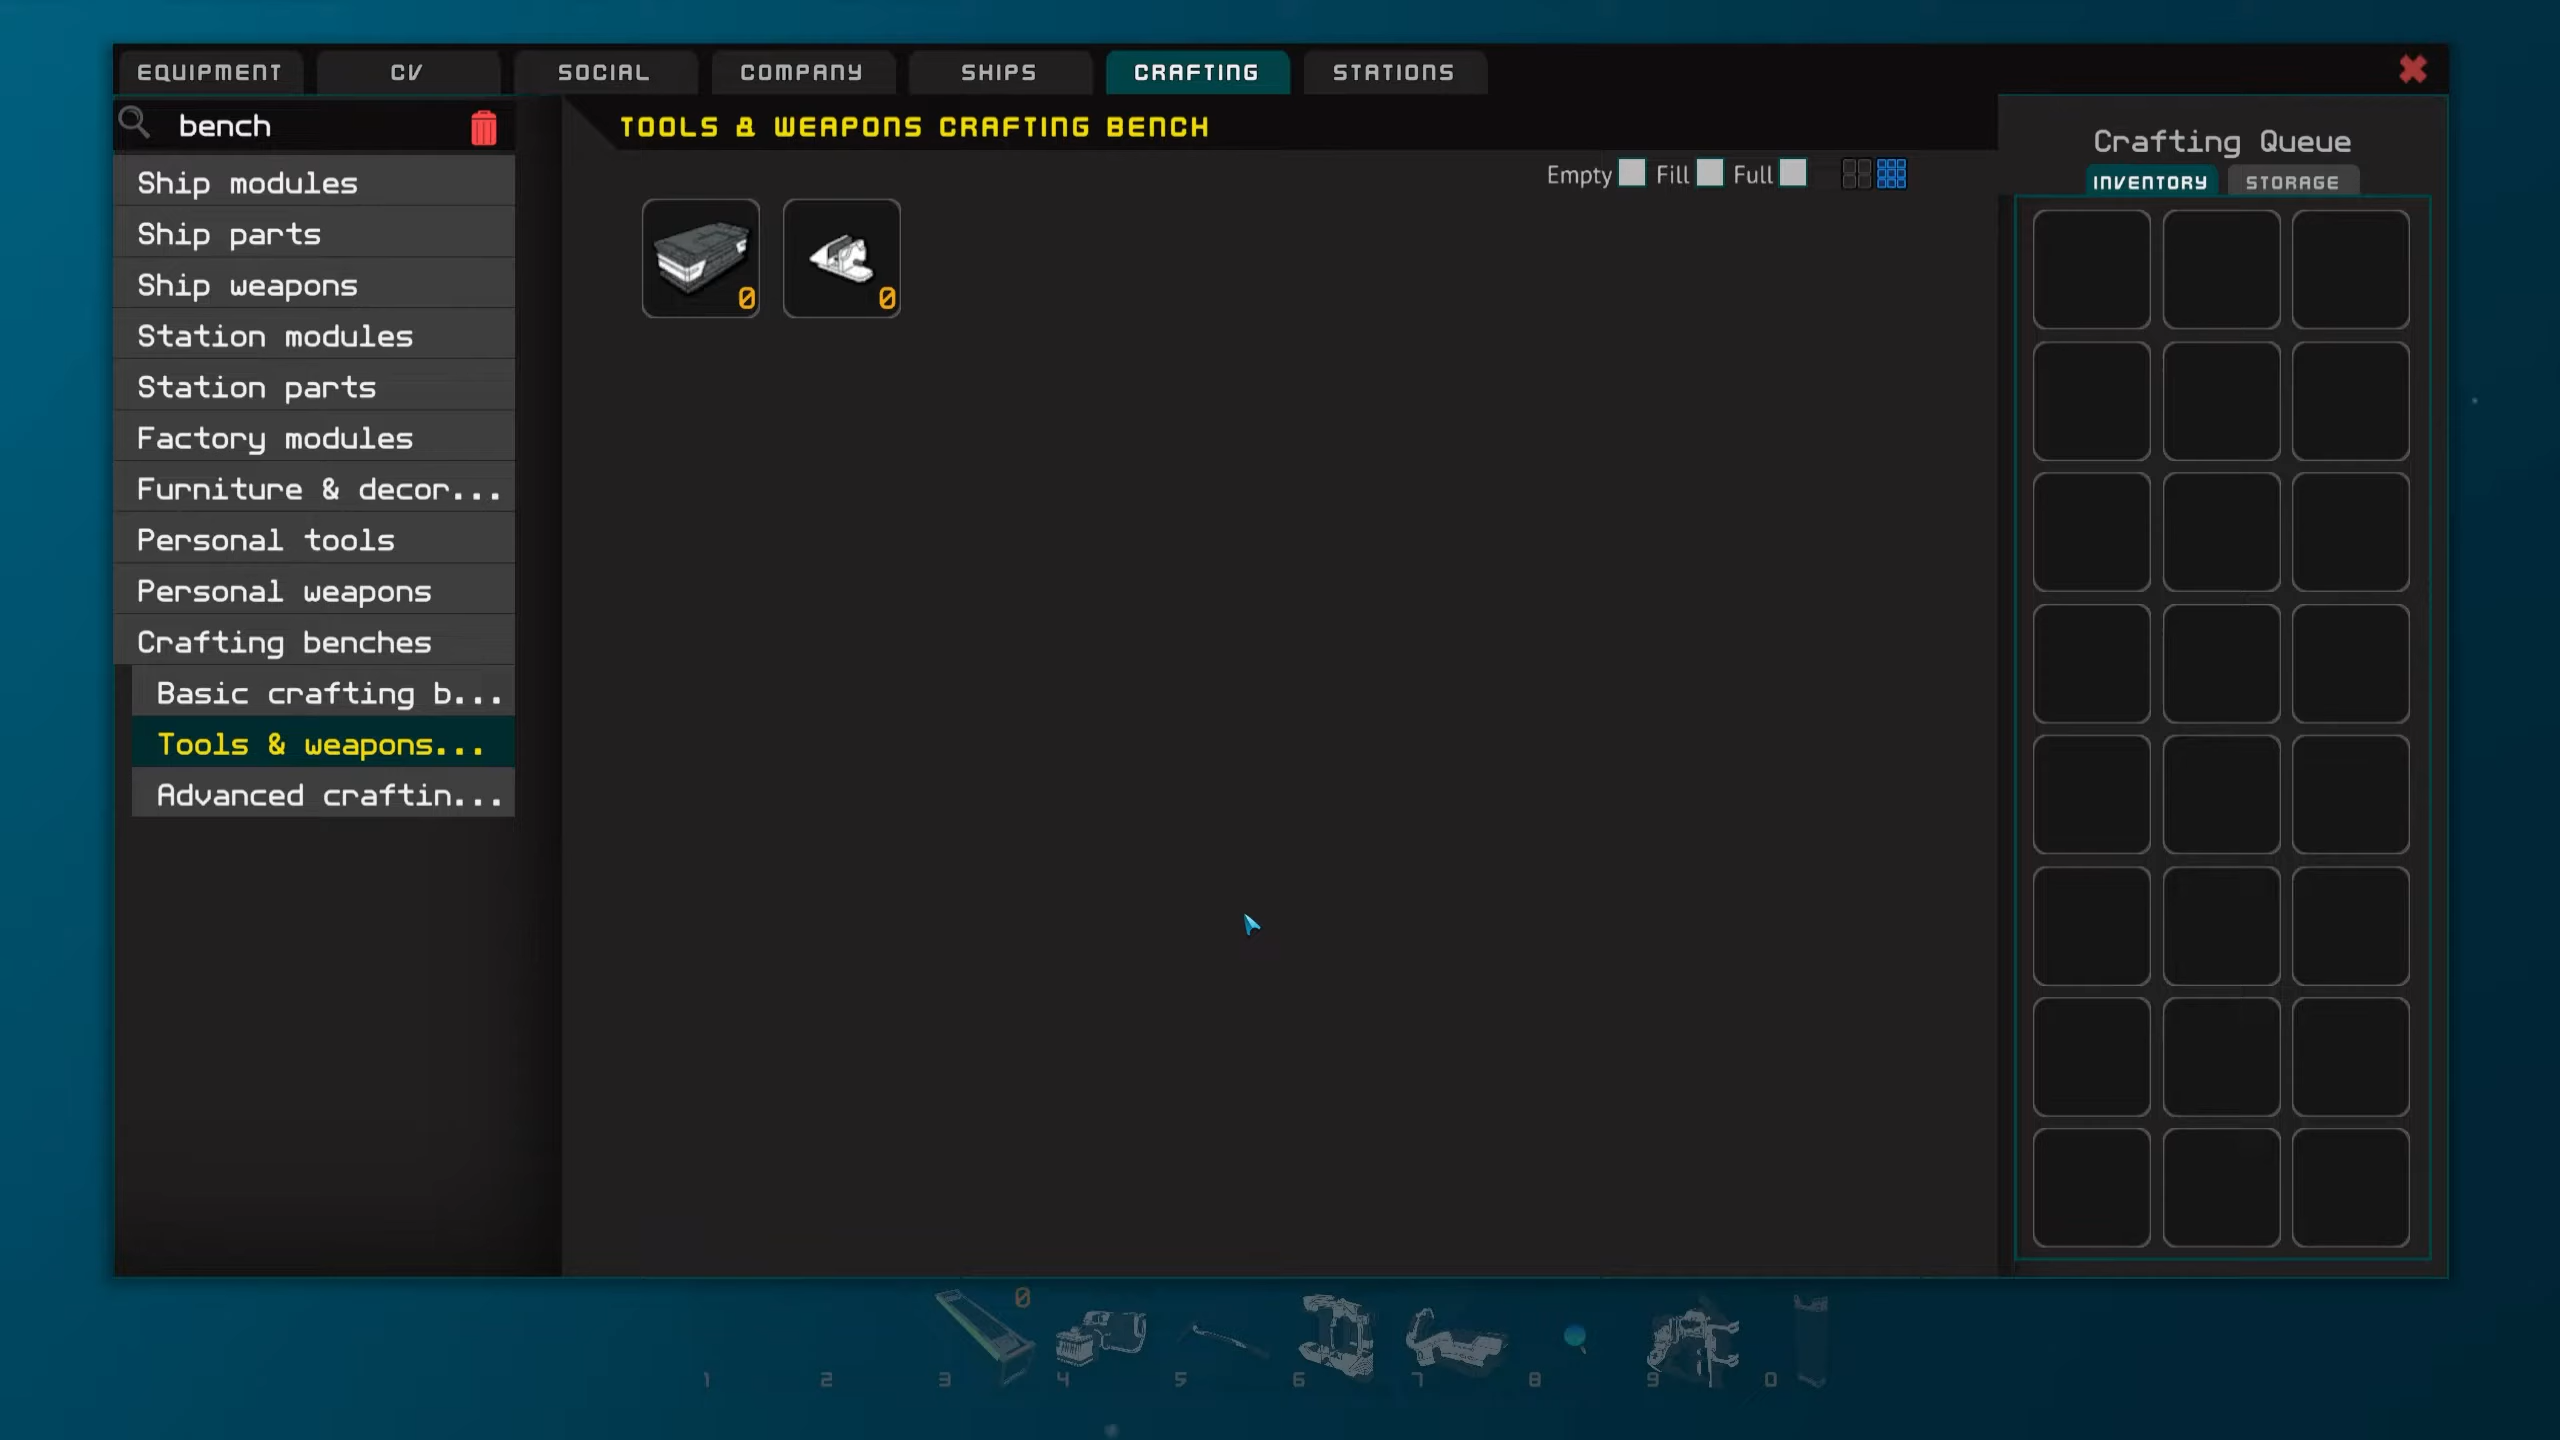 EQUIPMENT CV SOCIAL COMPANY SHIPS CRAFTING STATIONS
bench
TOOLS & WEAPONS CRAFTING BENCH
Empty Fill Full
Ship modules
Ship parts
Ship weapons
Station modules
Station parts
Factory modules
Furniture & decor...
Personal tools
Personal weapons
Crafting benches
Basic crafting b...
Tools & weapons...
Advanced craftin...
0 0
Crafting Queue
INVENTORY STORAGE
0
1 2 3 4 5 6 7 8 9 0